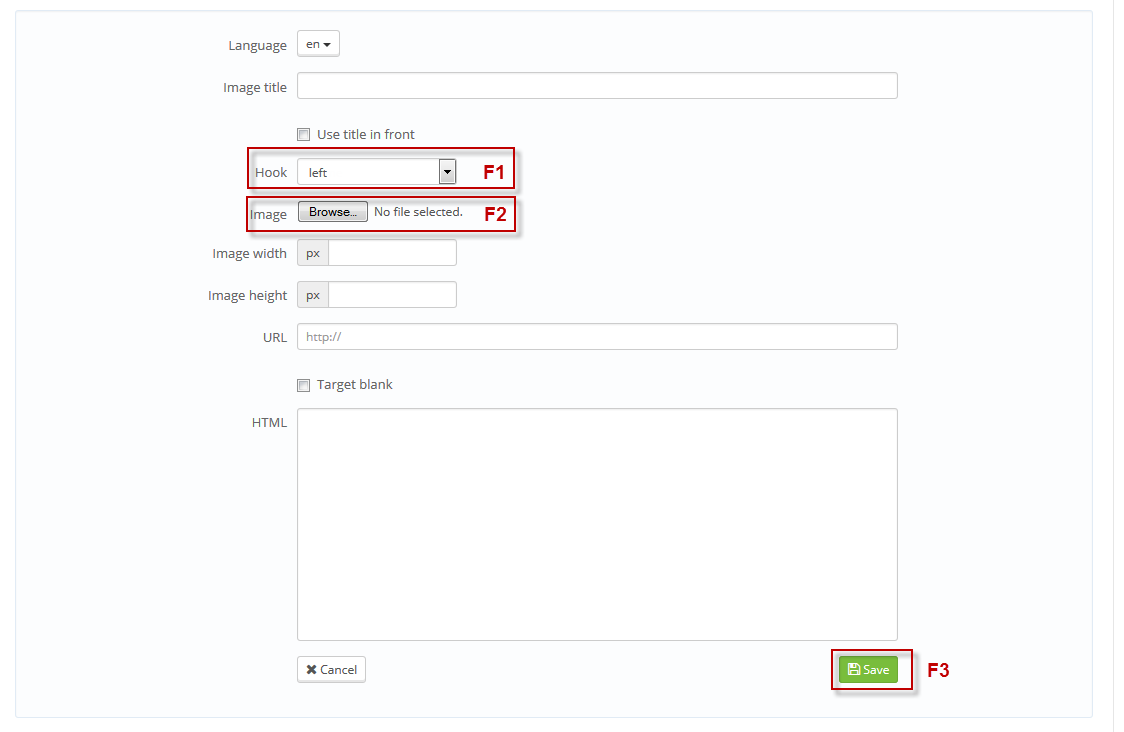 Language en
Image title
Use title in front
Hook left F1
Image Browse... No file selected. F2
Image width px
Image height px
URL http://
Target blank
HTML
Cancel Save F3